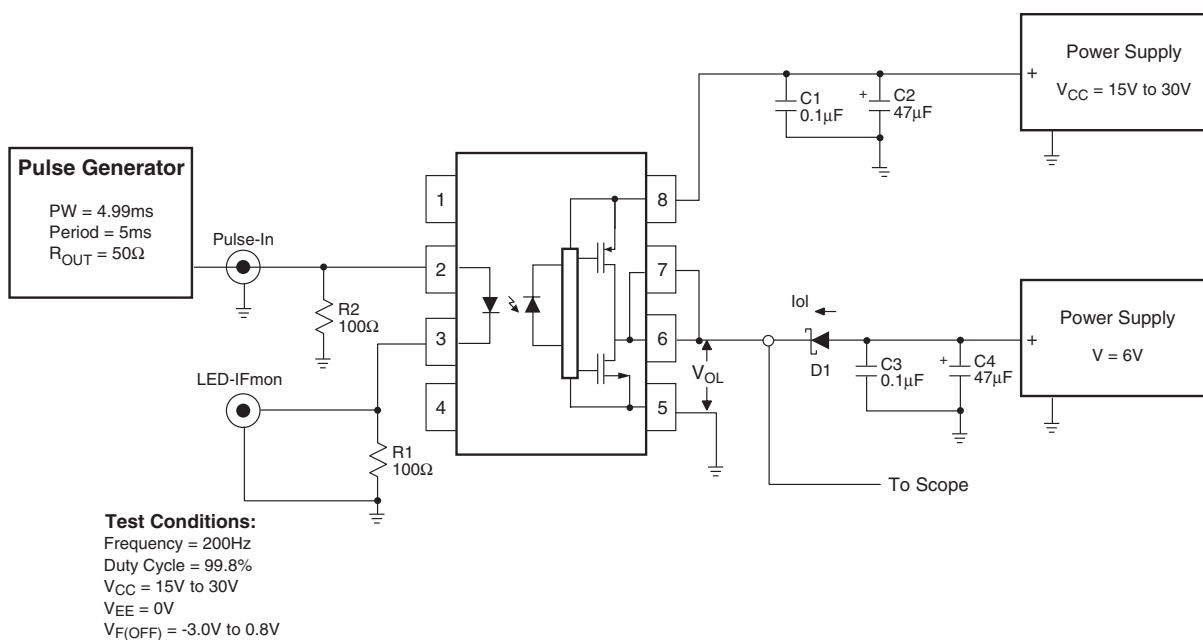 Pulse Generator
PW = 4.99ms
Period = 5ms
ROUT = 50Ω
Pulse-In
R2
100Ω
LED-IFmon
R1
100Ω
1
2
3
4
8
7
6
5
VOL
+
C1
0.1μF
+
C2
47μF
Power Supply
VCC = 15V to 30V
Iol
D1
C3
0.1μF
+
C4
47μF
+
Power Supply
V = 6V
To Scope
Test Conditions:
Frequency = 200Hz
Duty Cycle = 99.8%
VCC = 15V to 30V
VEE = 0V
VF(OFF) = -3.0V to 0.8V